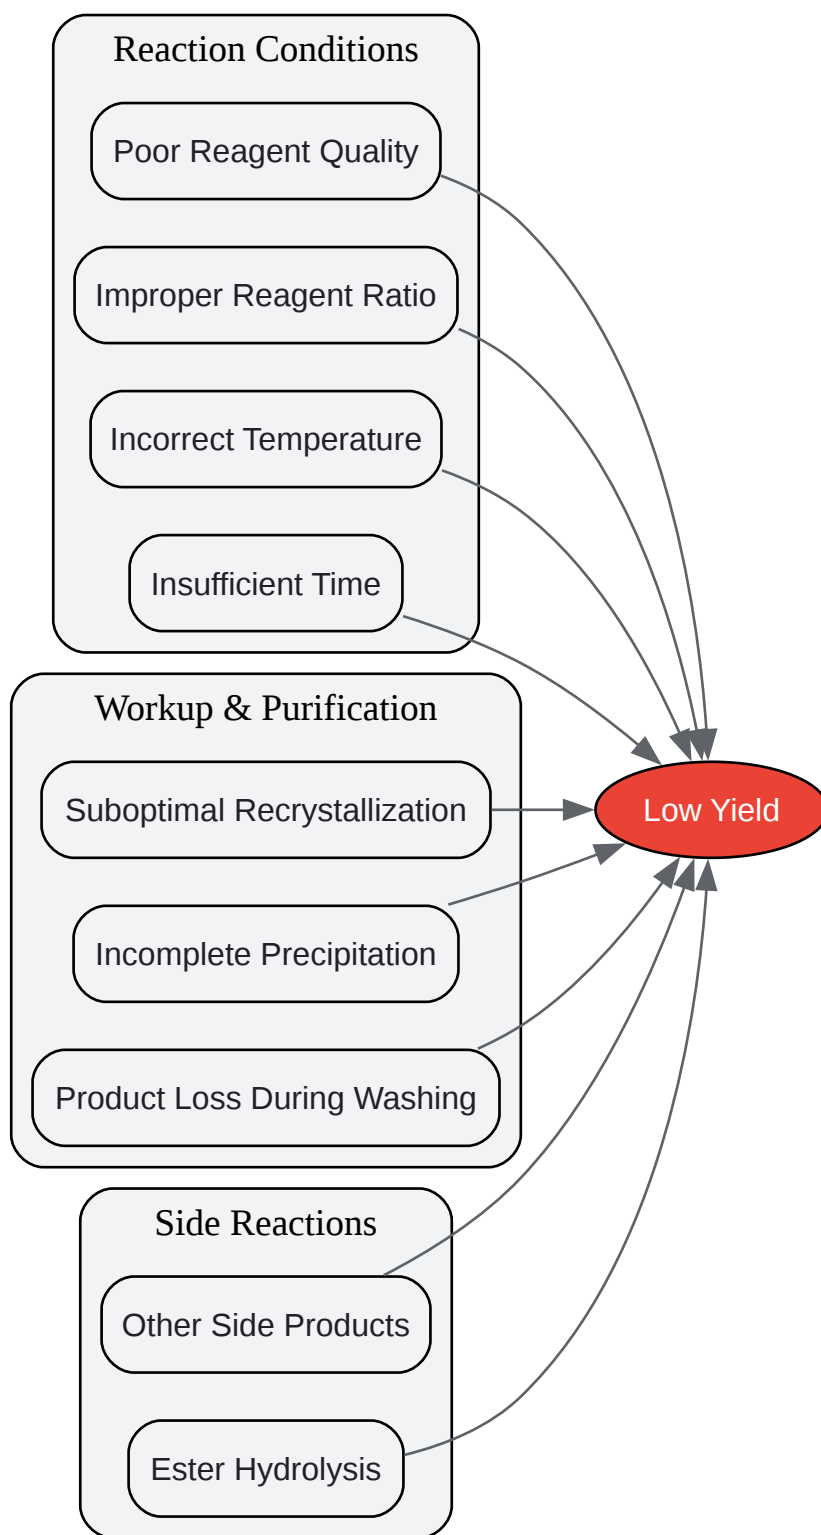 Reaction Conditions
Poor Reagent Quality
Improper Reagent Ratio
Incorrect Temperature
Insufficient Time
Workup & Purification
Suboptimal Recrystallization
Low Yield
Incomplete Precipitation
Product Loss During Washing
Side Reactions
Other Side Products
Ester Hydrolysis